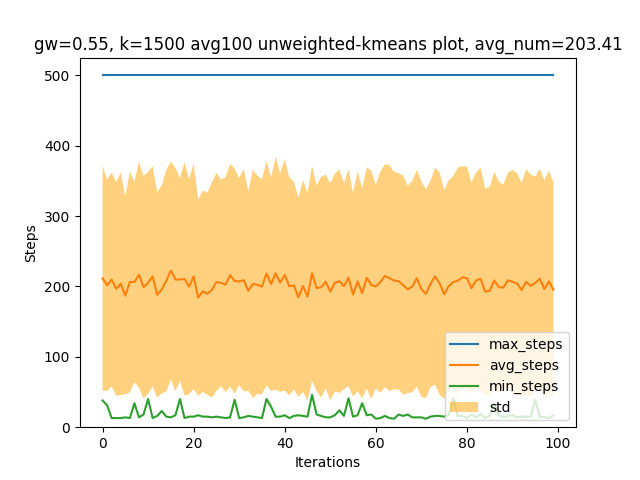 gw=0.55, k=1500 avg100 unweighted-kmeans plot, avg_num=203.41
500
400
300
200
100
0
Steps
max_steps
avg_steps
min_steps
std
0
20
40
60
80
100
Iterations